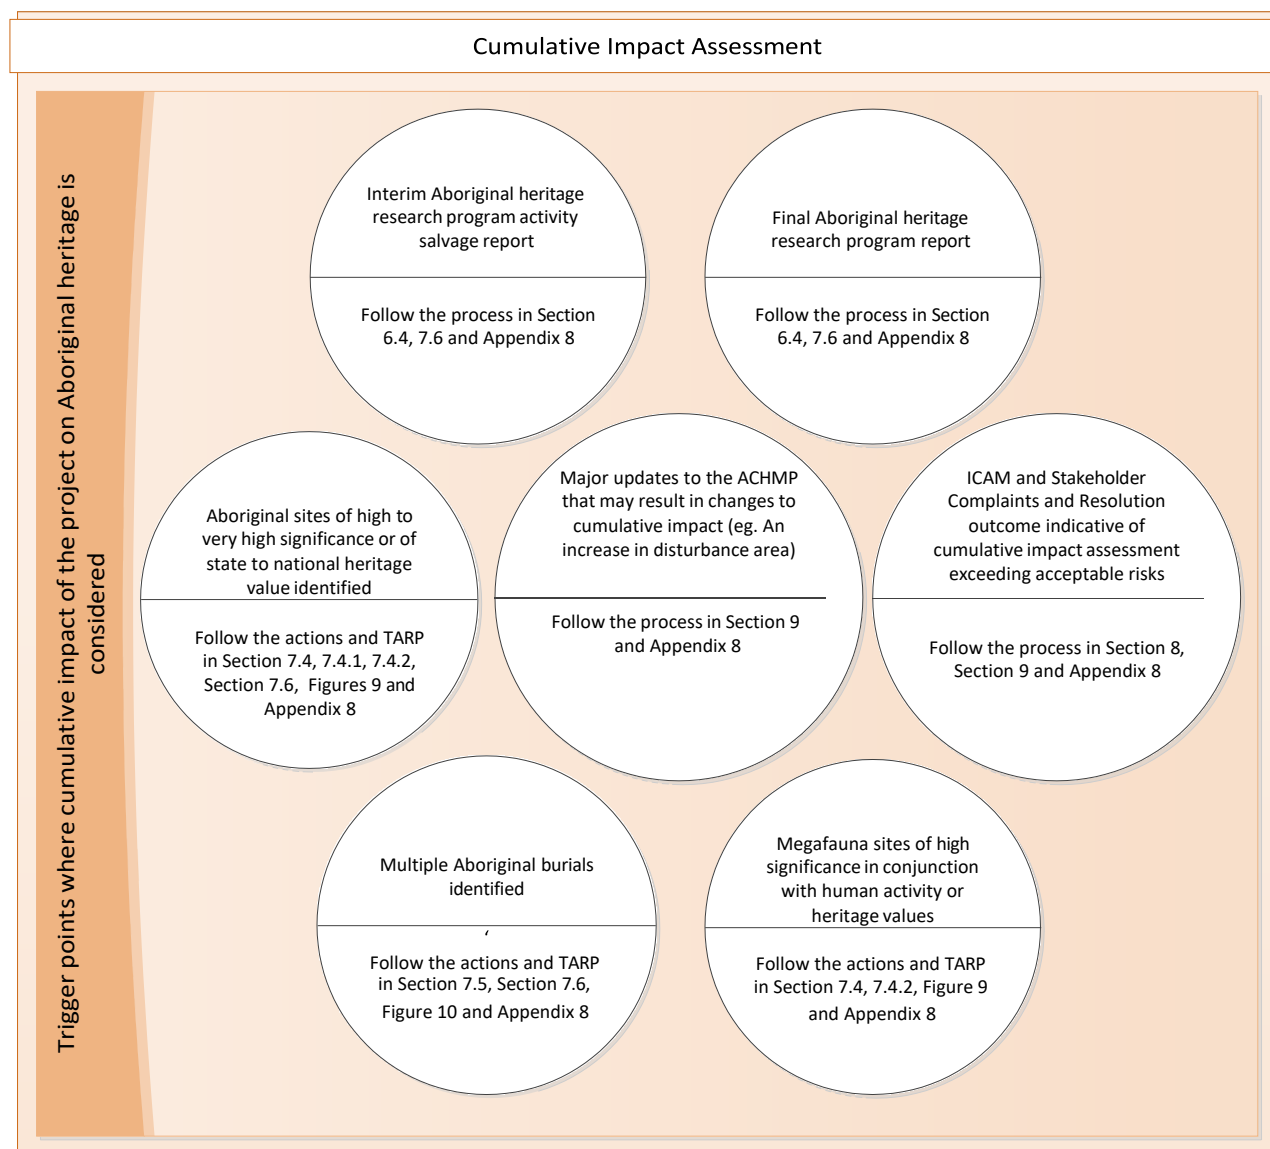 Cumulative Impact Assessment
Trigger points where cumulative impact of the project on Aboriginal heritage is
considered
Interim Aboriginal heritage
research program activity
salvage report
Follow the process in Section
6.4, 7.6 and Appendix 8
Final Aboriginal heritage
research program report
Follow the process in Section
6.4, 7.6 and Appendix 8
Aboriginal sites of high to
very high significance or of
state to national heritage
value identified
Follow the actions and TARP
in Section 7.4, 7.4.1, 7.4.2,
Section 7.6,  Figures 9 and
Appendix 8
Major updates to the ACHMP
that may result in changes to
cumulative impact (eg. An
increase in disturbance area)
Follow the process in Section 9
and Appendix 8
ICAM and Stakeholder
Complaints and Resolution
outcome indicative of
cumulative impact assessment
exceeding acceptable risks
Follow the process in Section 8,
Section 9 and Appendix 8
Multiple Aboriginal burials
identified
‘
Follow the actions and TARP
in Section 7.5, Section 7.6,
Figure 10 and Appendix 8
Megafauna sites of high
significance in conjunction
with human activity or
heritage values
Follow the actions and TARP
in Section 7.4, 7.4.2, Figure 9
and Appendix 8